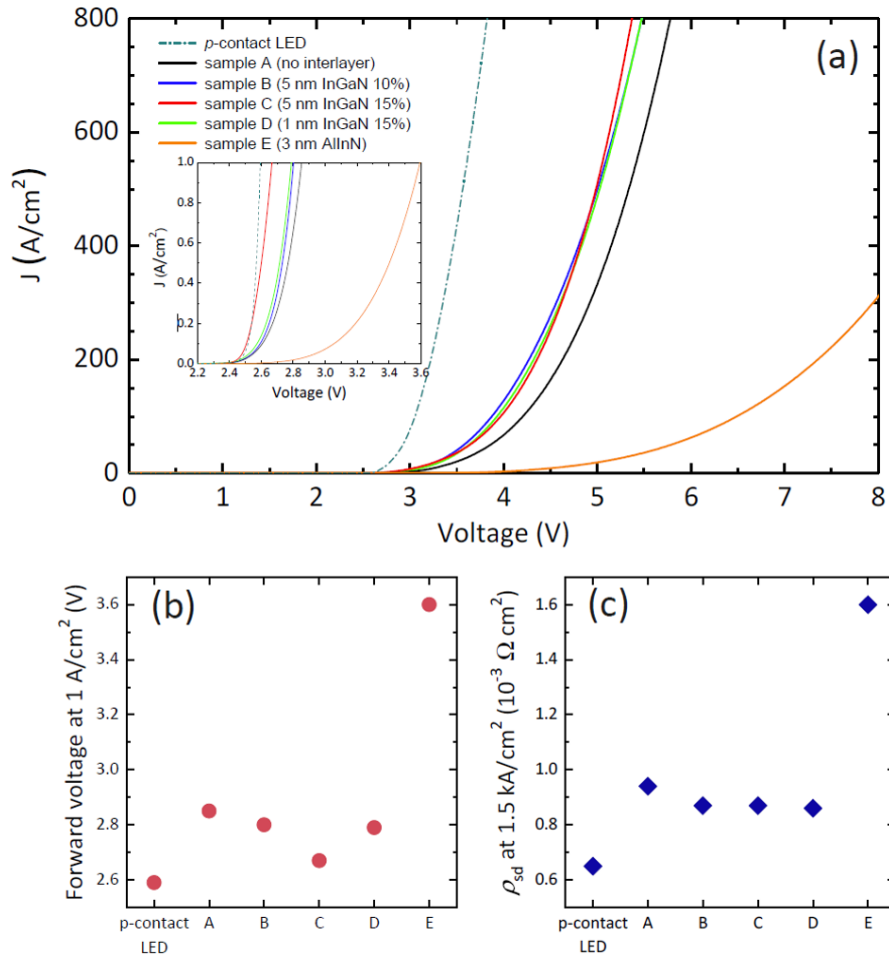 800
600
400
200
0
J (A/cm²)
p-contact LED
sample A (no interlayer)
sample B (5 nm InGaN 10%)
sample C (5 nm InGaN 15%)
sample D (1 nm InGaN 15%)
sample E (3 nm AlInN)
(a)
1.0
0.8
0.6
0.4
0.2
0.0
J (A/cm²)
2.2 2.4 2.6 2.8 3.0 3.2 3.4 3.6
Voltage (V)
0 1 2 3 4 5 6 7 8
Voltage (V)
(b)
Forward voltage at 1 A/cm² (V)
3.6
3.4
3.2
3.0
2.8
2.6
p-contact LED A B C D E
(c)
ρsd at 1.5 kA/cm² (10⁻³ Ω cm²)
1.6
1.4
1.2
1.0
0.8
0.6
p-contact LED A B C D E